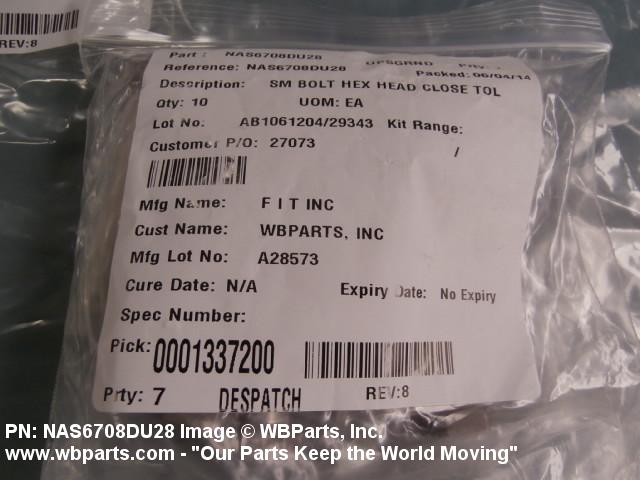 REV:8
Part : NAS6708DU28
Reference: NAS6708DU28 UPSGRND Prty:
Packed: 06/04/14
Description: SM BOLT HEX HEAD CLOSE TOL
Qty: 10 UOM: EA
Lot No: AB1061204/29343 Kit Range:
Customer P/O: 27073 /
Mfg Name: F I T INC
Cust Name: WBPARTS, INC
Mfg Lot No: A28573
Cure Date: N/A Expiry Date: No Expiry
Spec Number:
Pick: 0001337200
Prty: 7 DESPATCH REV:8
PN: NAS6708DU28 Image © WBParts, Inc.
www.wbparts.com - "Our Parts Keep the World Moving"